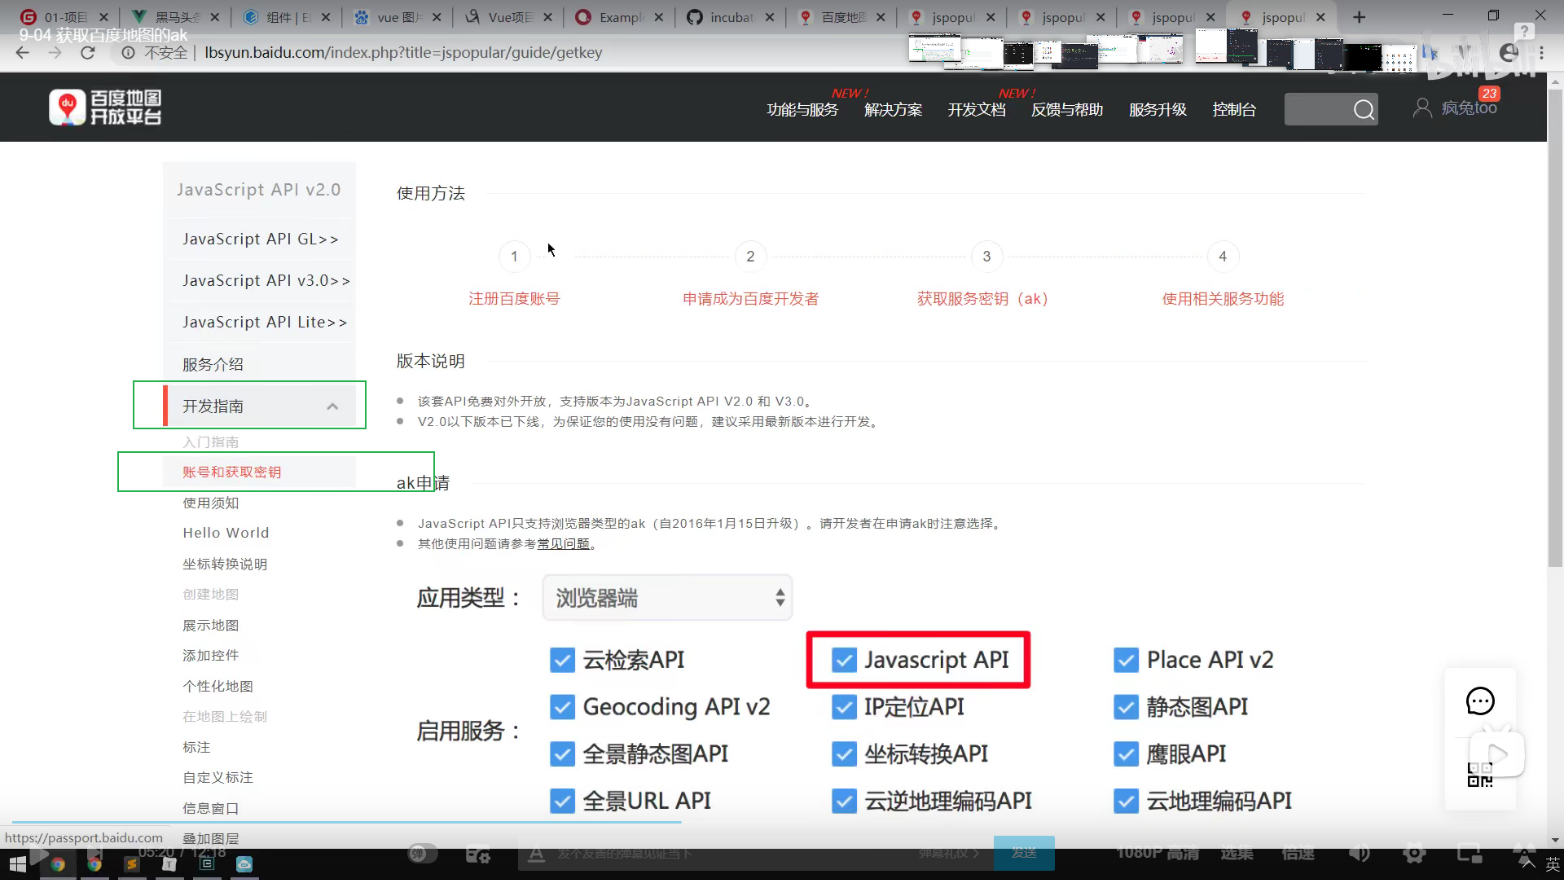 01-项目
黑马头条
组件 | El
vue 图片
Vue项目
Exampl
incubat
百度地图
jspopul
jspopul
jspopul
jspopul
9-04 获取百度地图的ak
不安全 | lbsyun.baidu.com/index.php?title=jspopular/guide/getkey
百度地图
开放平台
功能与服务
NEW !
解决方案
开发文档
NEW !
反馈与帮助
服务升级
控制台
疯兔too
23
JavaScript API v2.0
JavaScript API GL>>
JavaScript API v3.0>>
JavaScript API Lite>>
服务介绍
开发指南
入门指南
账号和获取密钥
使用须知
Hello World
坐标转换说明
创建地图
展示地图
添加控件
个性化地图
在地图上绘制
标注
自定义标注
信息窗口
叠加图层
使用方法
1
2
3
4
注册百度账号
申请成为百度开发者
获取服务密钥（ak）
使用相关服务功能
版本说明
该套API免费对外开放，支持版本为JavaScript API V2.0 和 V3.0。
V2.0以下版本已下线，为保证您的使用没有问题，建议采用最新版本进行开发。
ak申请
JavaScript API只支持浏览器类型的ak（自2016年1月15日升级）。请开发者在申请ak时注意选择。
其他使用问题请参考常见问题。
应用类型：
浏览器端
启用服务：
云检索API
Javascript API
Place API v2
Geocoding API v2
IP定位API
静态图API
全景静态图API
坐标转换API
鹰眼API
全景URL API
云逆地理编码API
云地理编码API
https://passport.baidu.com
05:20 / 12:18
发个友善的弹幕见证当下
弹幕礼仪 >
发送
1080P 高清
选集
倍速
英